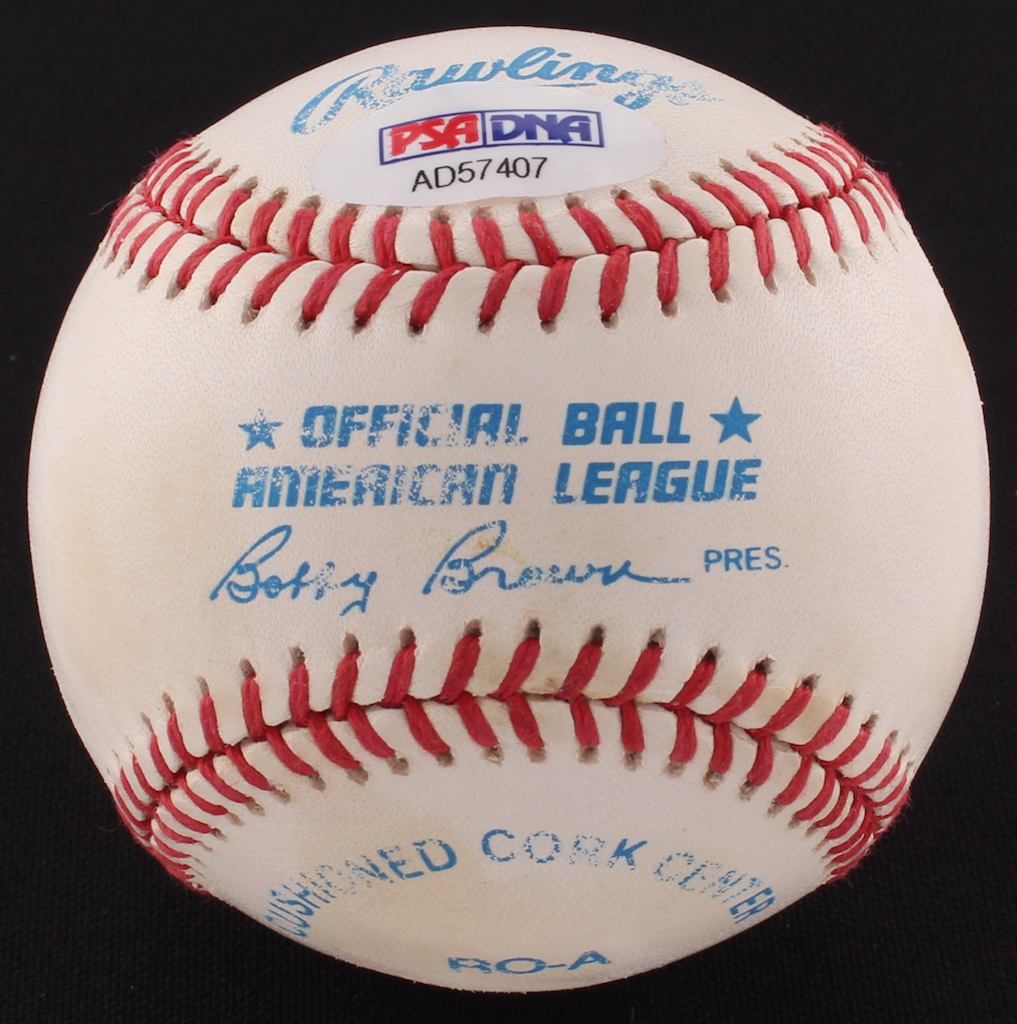 Rawlings
PSA/DNA
AD57407
OFFICIAL BALL
AMERICAN LEAGUE
Bobby Brown PRES.
CUSHIONED CORK CENTER
RO-A